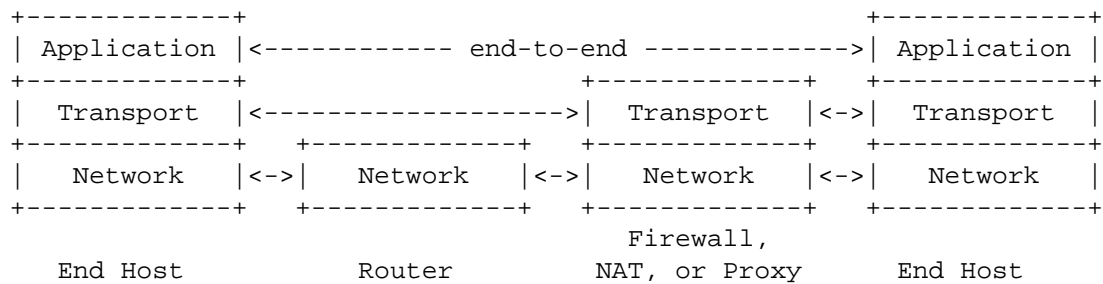 +-------------+                                       +-------------+
| Application |<------------ end-to-end ------------->| Application |
+-------------+                     +-------------+   +-------------+
|  Transport  |<------------------->|  Transport  |<->|  Transport  |
+-------------+   +-------------+   +-------------+   +-------------+
|   Network   |<->|   Network   |<->|   Network   |<->|   Network   |
+-------------+   +-------------+   +-------------+   +-------------+
                                       Firewall,
   End Host           Router         NAT, or Proxy      End Host